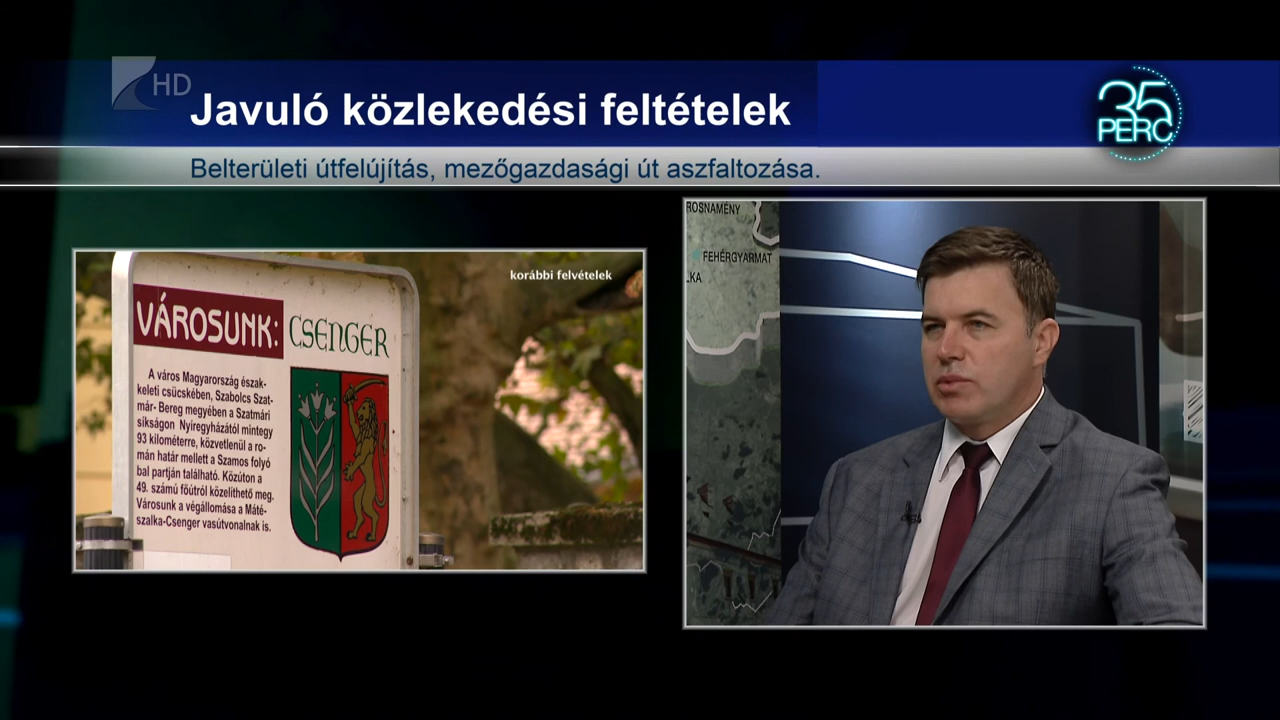 HD
Javuló közlekedési feltételek
35
PERC
Belterületi útfelújítás, mezőgazdasági út aszfaltozása.
korábbi felvételek
VÁROSUNK: CSENGER
A város Magyarország észak-
keleti csücskében, Szabolcs Szat-
már- Bereg megyében a Szatmári
síkságon Nyiregyházától mintegy
93 kilométerre, közvetlenül a ro-
mán határ mellett a Szamos folyó
bal partján található. Közúton a
49. számú főútról közelíthető meg.
Városunk a végállomása a Máté-
szalka-Csenger vasútvonalnak is.
ROSNAMÉNY
FEHÉRGYARMAT
LKA